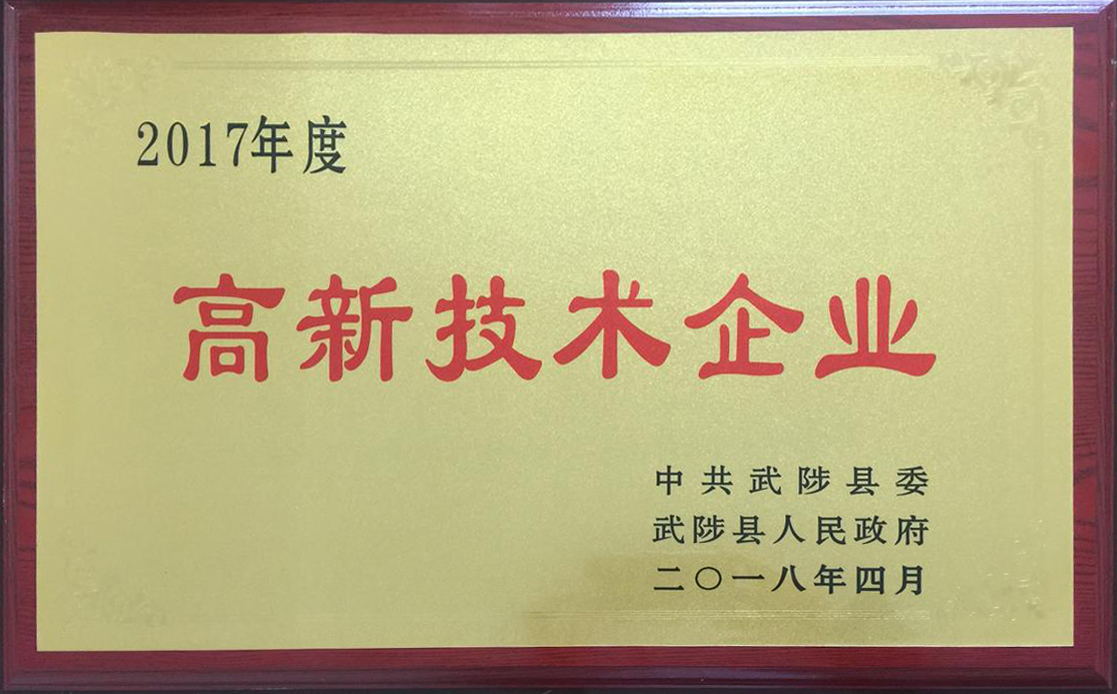 2017年度
高新技术企业
中共武陟县委
武陟县人民政府
二〇一八年四月